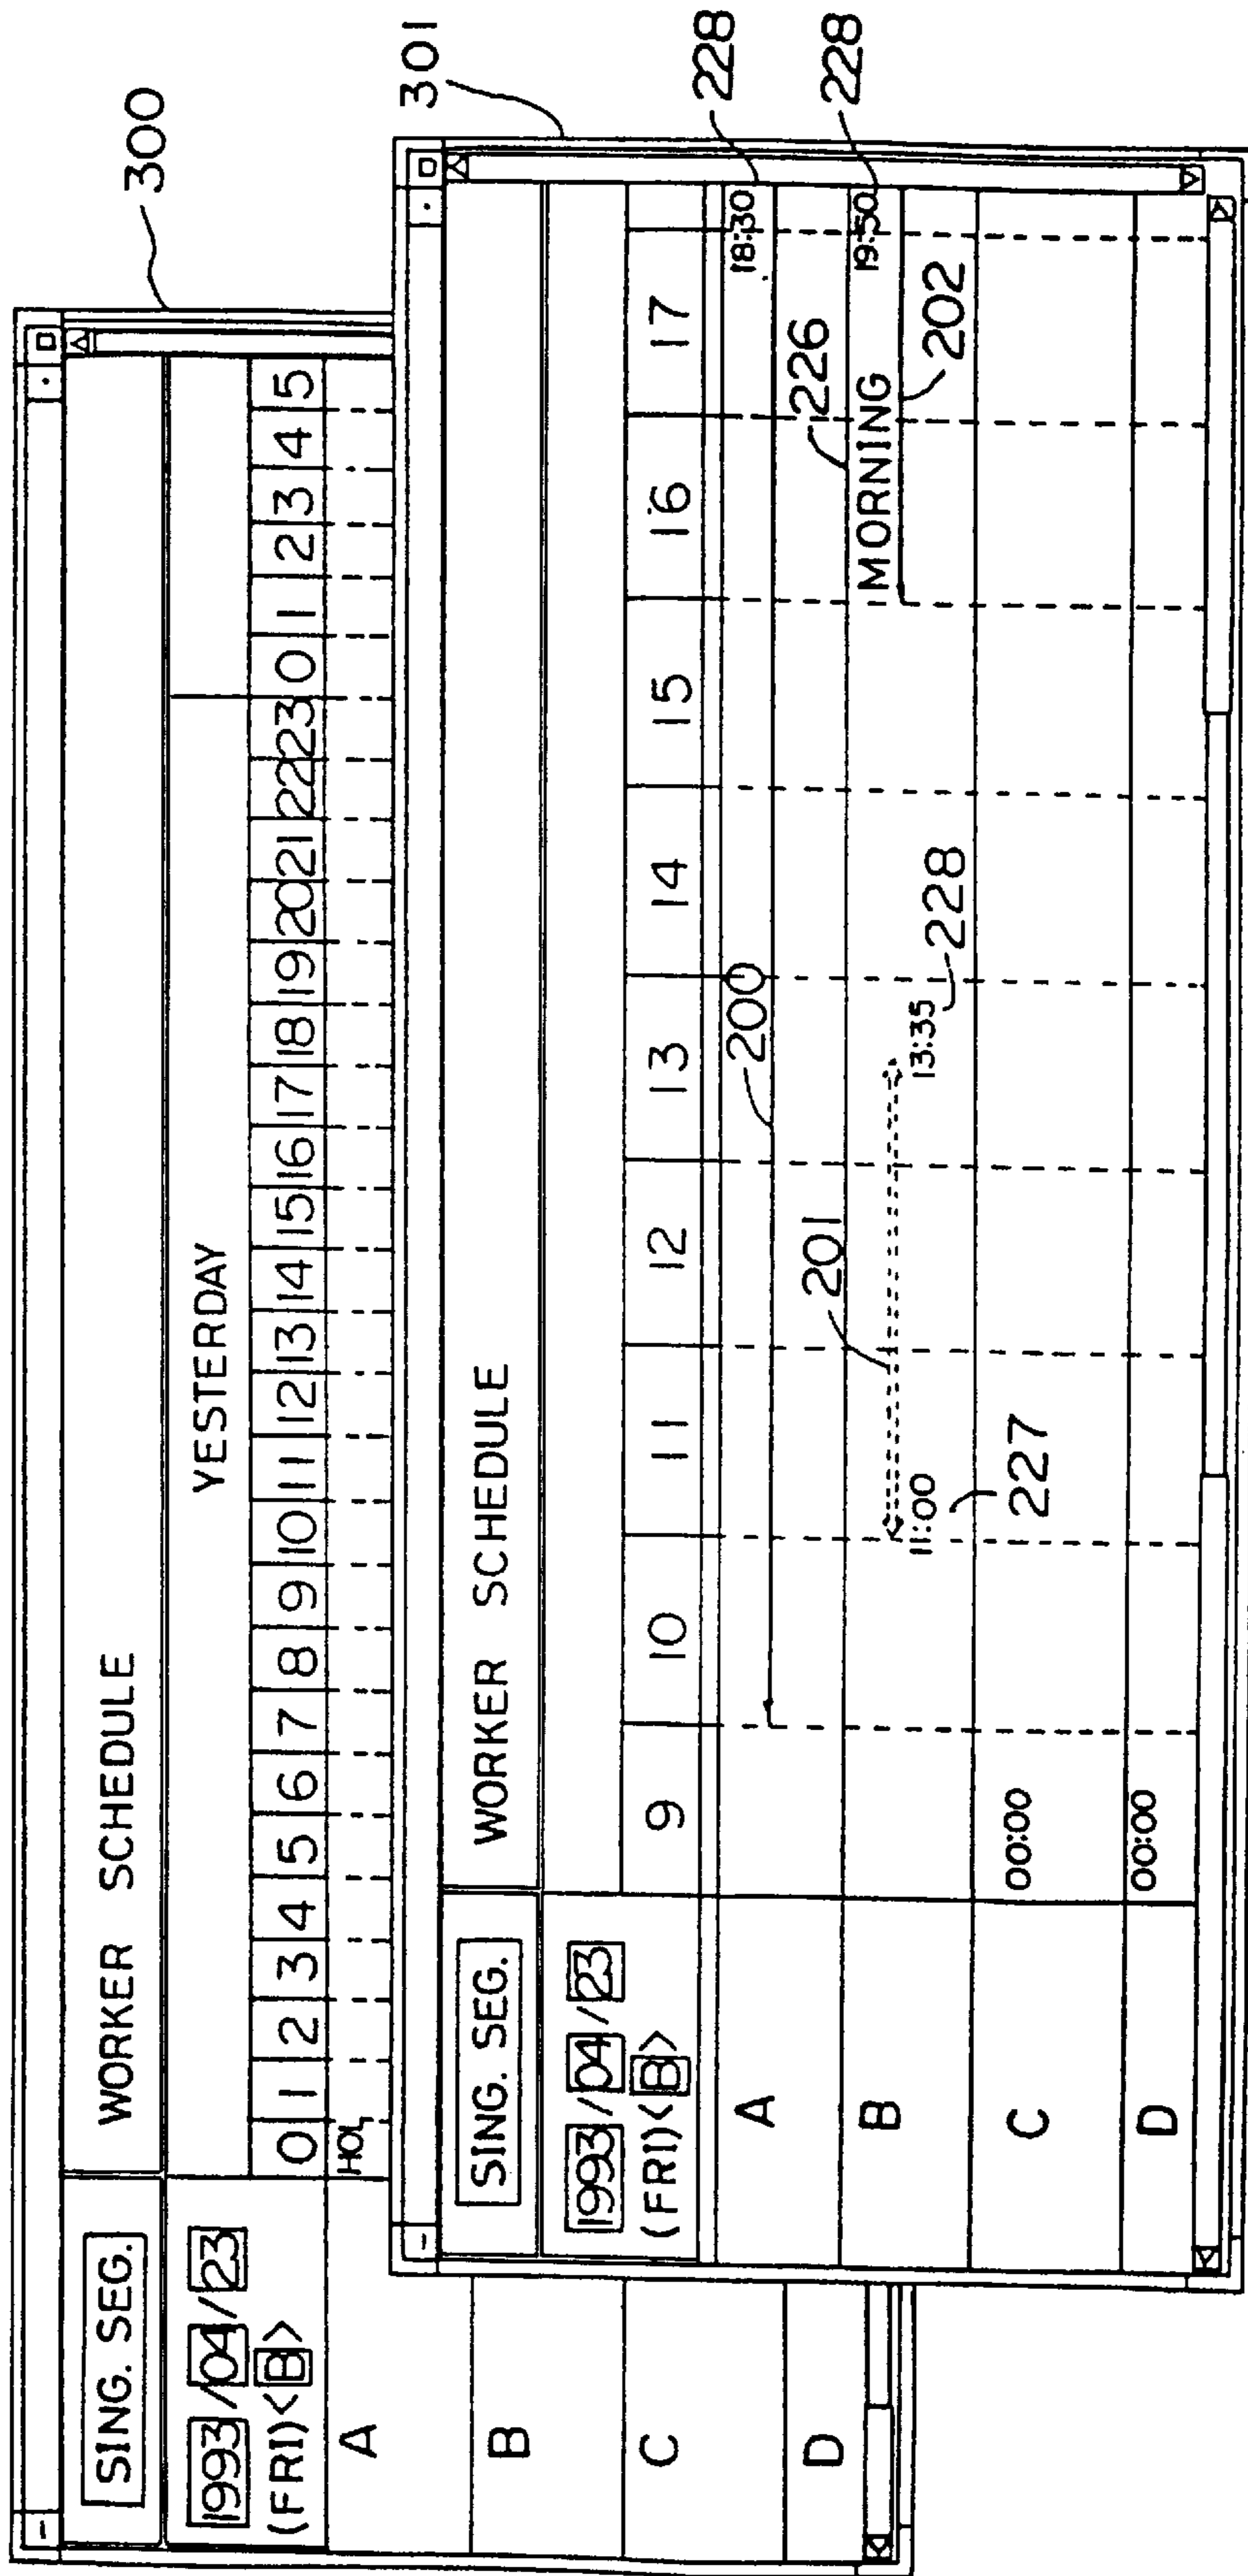 300
WORKER SCHEDULE
SING. SEG.
YESTERDAY
1993/04/23
(FRI)<B>
0 1 2 3 4 5 6 7 8 9 10 11 12 13 14 15 16 17 18 19 20 21 22 23 0 1 2 3 4 5
HOL
A
B
C
D
301
WORKER SCHEDULE
SING. SEG.
1993/04/23
(FRI)<B>
9 10 11 12 13 14 15 16 17
A
200
18:30
228
226
B
201
MORNING
19:50
228
11:00
13:35
228
202
227
C
00:00
D
00:00